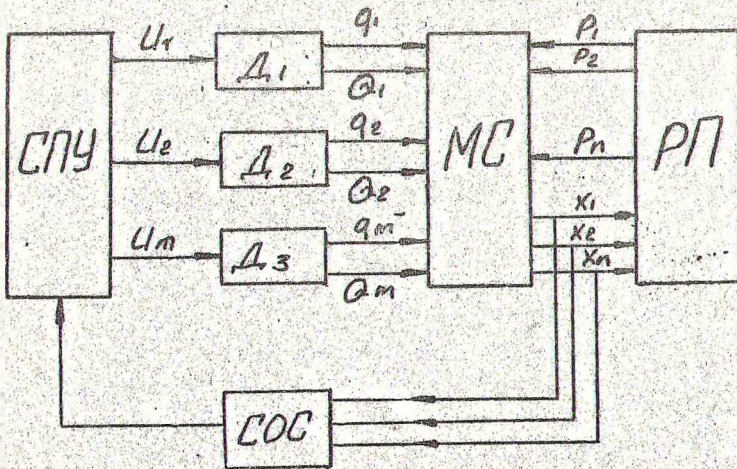 СПУ
U1
U2
Um
Д1
Д2
Д3
q1
Q1
q2
Q2
qm
Qm
МС
P1
P2
Pn
x1
x2
xn
РП
СОС